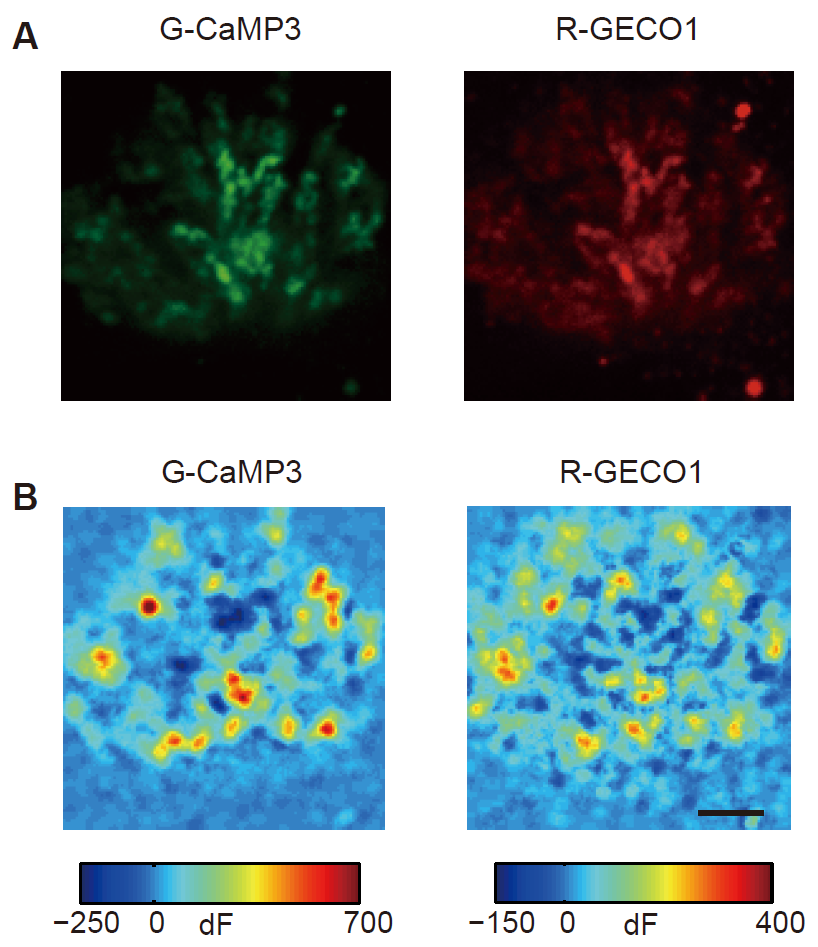 A
G-CaMP3
R-GECO1
B
G-CaMP3
R-GECO1
−250 0 dF 700
−150 0 dF 400